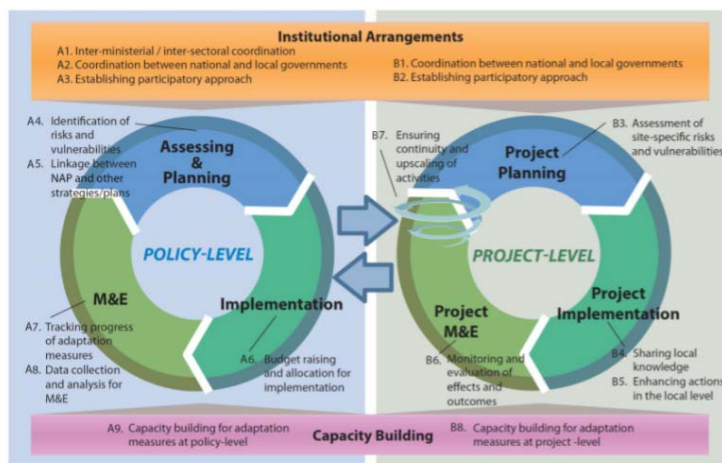 Institutional Arrangements
A1. Inter-ministerial / inter-sectoral coordination
A2. Coordination between national and local governments
A3. Establishing participatory approach
B1. Coordination between national and local governments
B2. Establishing participatory approach
A4. Identification of
risks and
vulnerabilities
A5. Linkage between
NAP and other
strategies/plans
Assessing
&
Planning
POLICY-LEVEL
M&E
Implementation
A7. Tracking progress
of adaptation
measures
A8. Data collection
and analysis for
M&E
A6. Budget raising
and allocation for
implementation
B7. Ensuring
continuity and
upscaling of
activities
Project
Planning
B3. Assessment of
site-specific risks
and vulnerabilities
PROJECT-LEVEL
Project
M&E
Project
Implementation
B6. Monitoring and
evaluation of
effects and
outcomes
B4. Sharing local
knowledge
B5. Enhancing actions
in the local level
A9. Capacity building for adaptation
measures at policy-level
Capacity Building
B8. Capacity building for adaptation
measures at project -level